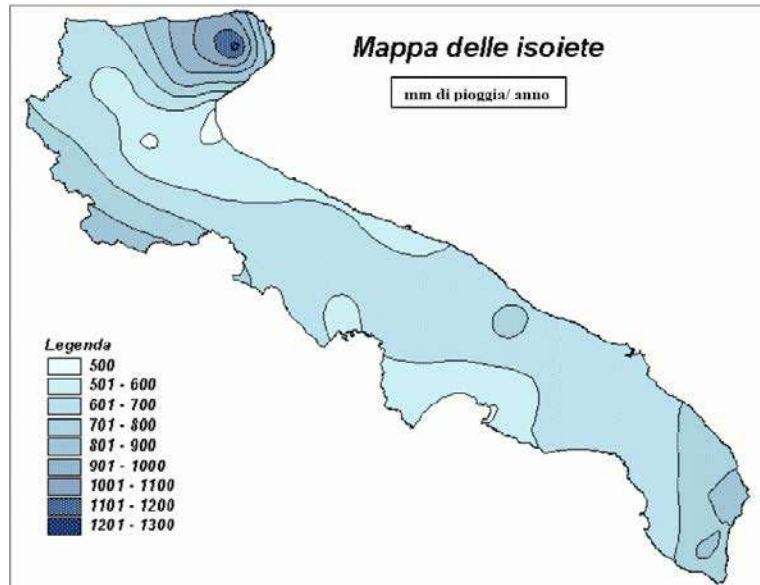 Mappa delle isoiete
mm di pioggia/ anno
Legenda
500
501 - 600
601 - 700
701 - 800
801 - 900
901 - 1000
1001 - 1100
1101 - 1200
1201 - 1300